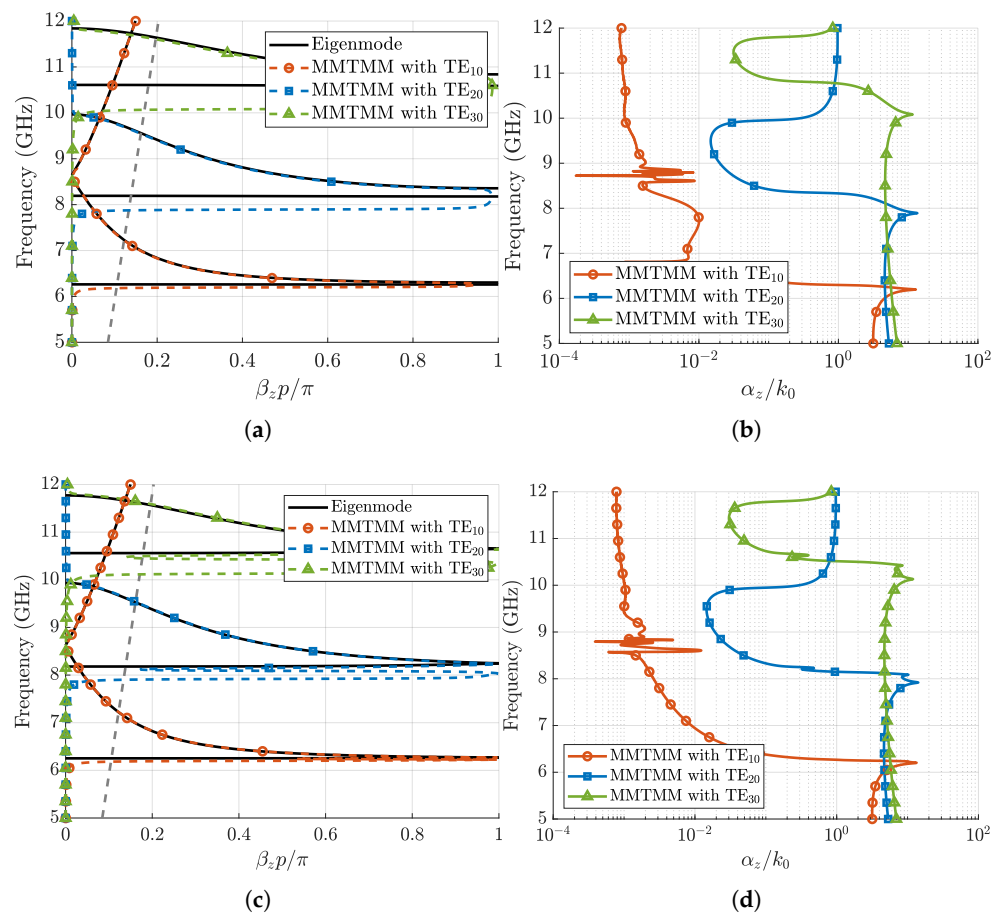 12
11
10
9
8
7
6
5
Frequency (GHz)
Eigenmode
MMTMM with TE₁₀
MMTMM with TE₂₀
MMTMM with TE₃₀
0 0.2 0.4 0.6 0.8 1
β_z p/π
(a)
12
11
10
9
8
7
6
5
Frequency (GHz)
MMTMM with TE₁₀
MMTMM with TE₂₀
MMTMM with TE₃₀
10⁻⁴ 10⁻² 10⁰ 10²
α_z/k₀
(b)
12
11
10
9
8
7
6
5
Frequency (GHz)
Eigenmode
MMTMM with TE₁₀
MMTMM with TE₂₀
MMTMM with TE₃₀
0 0.2 0.4 0.6 0.8 1
β_z p/π
(c)
12
11
10
9
8
7
6
5
Frequency (GHz)
MMTMM with TE₁₀
MMTMM with TE₂₀
MMTMM with TE₃₀
10⁻⁴ 10⁻² 10⁰ 10²
α_z/k₀
(d)